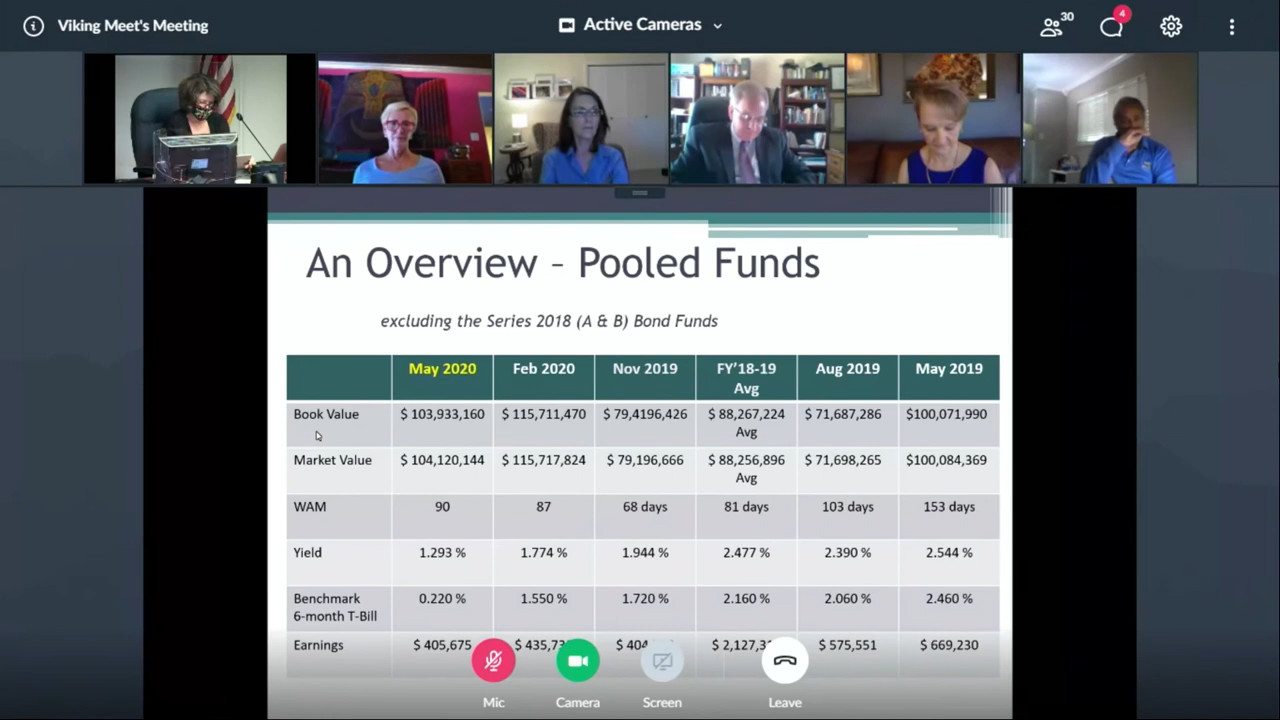 Viking Meet's Meeting
Active Cameras
30
4
An Overview – Pooled Funds
excluding the Series 2018 (A & B) Bond Funds
May 2020 Feb 2020 Nov 2019 FY'18-19 Aug 2019 May 2019
Avg
Book Value $ 103,933,160 $ 115,711,470 $ 79,4196,426 $ 88,267,224 $ 71,687,286 $100,071,990
Avg
Market Value $ 104,120,144 $ 115,717,824 $ 79,196,666 $ 88,256,896 $ 71,698,265 $100,084,369
Avg
WAM 90 87 68 days 81 days 103 days 153 days
Yield 1.293 % 1.774 % 1.944 % 2.477 % 2.390 % 2.544 %
Benchmark 0.220 % 1.550 % 1.720 % 2.160 % 2.060 % 2.460 %
6-month T-Bill
Earnings $ 405,675 $ 435,73 $ 404 $ 2,127,3 $ 575,551 $ 669,230
Mic Camera Screen Leave